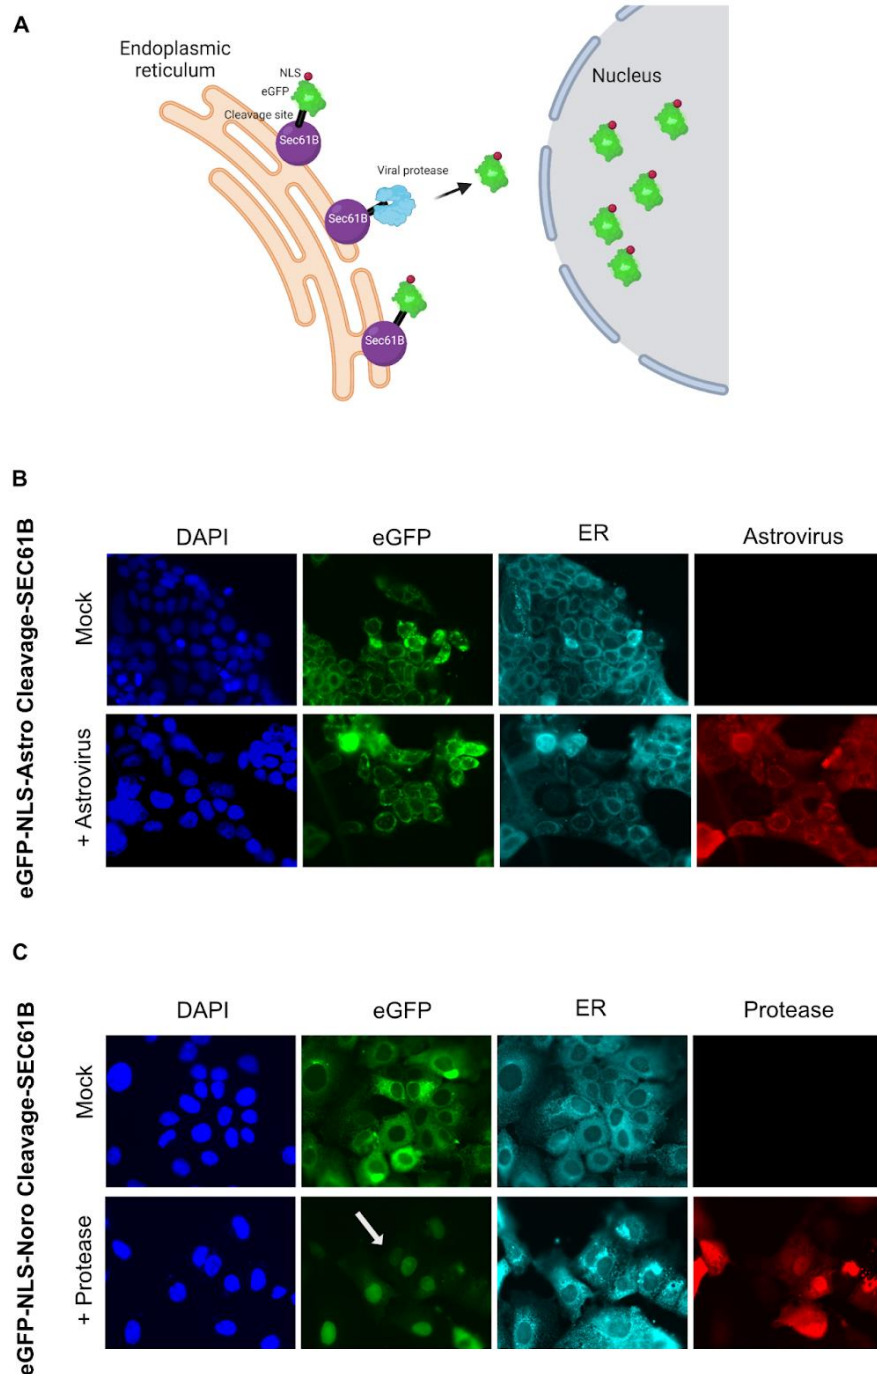 A
Endoplasmic
reticulum
NLS
eGFP
Cleavage site
Sec61B
Viral protease
Sec61B
Sec61B
Nucleus
B
eGFP-NLS-Astro Cleavage-SEC61B
DAPI eGFP ER Astrovirus
Mock
+ Astrovirus
C
eGFP-NLS-Noro Cleavage-SEC61B
DAPI eGFP ER Protease
Mock
+ Protease